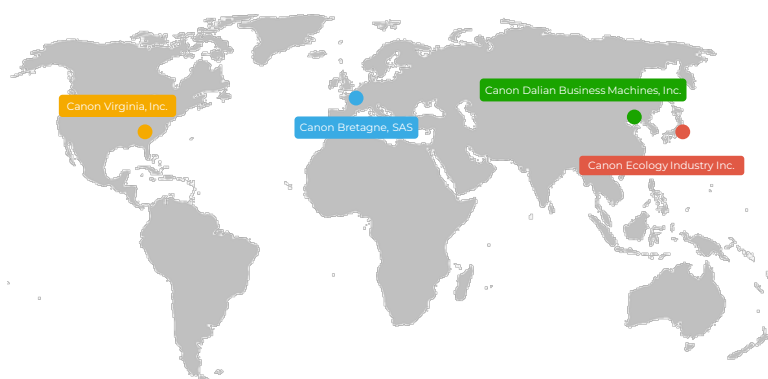 Canon Dalian Business Machines, Inc.
Canon Virginia, Inc.
Canon Bretagne, SAS
Canon Ecology Industry Inc.